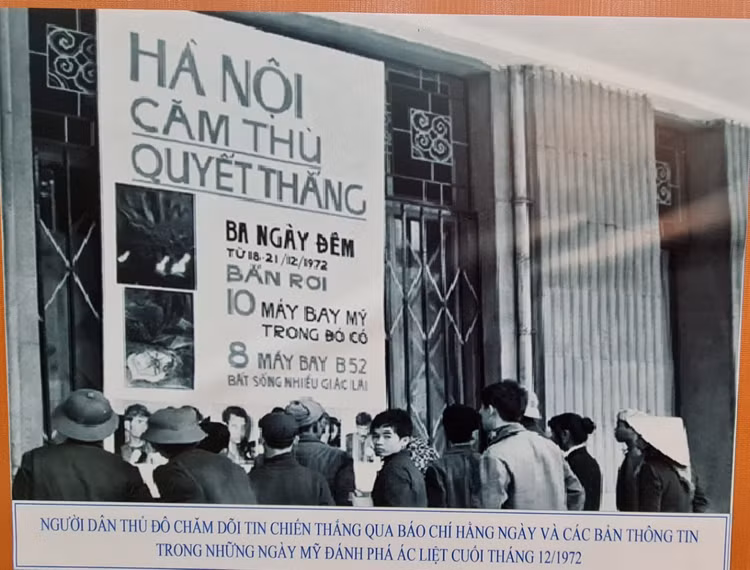 HÀ NỘI
CĂM THÙ
QUYẾT THẮNG
BA NGÀY ĐÊM
TỪ 18-21/12/1972
BẮN RƠI
10 MÁY BAY MỸ
TRONG ĐÓ CÓ
8 MÁY BAY B52
BẮT SỐNG NHIỀU GIẶC LÁI
NGƯỜI DÂN THỦ ĐÔ CHĂM DÕI TIN CHIẾN THẮNG QUA BÁO CHÍ HẰNG NGÀY VÀ CÁC BẢN THÔNG TIN
TRONG NHỮNG NGÀY MỸ ĐÁNH PHÁ ÁC LIỆT CUỐI THÁNG 12/1972